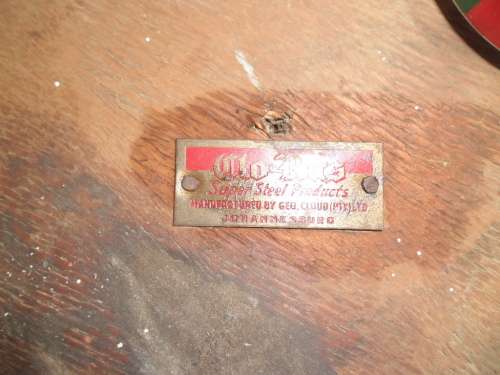 Super Steel Products
MANUFACTURED BY GEO. CLOUD (PTY) LTD
JOHANNESBURG